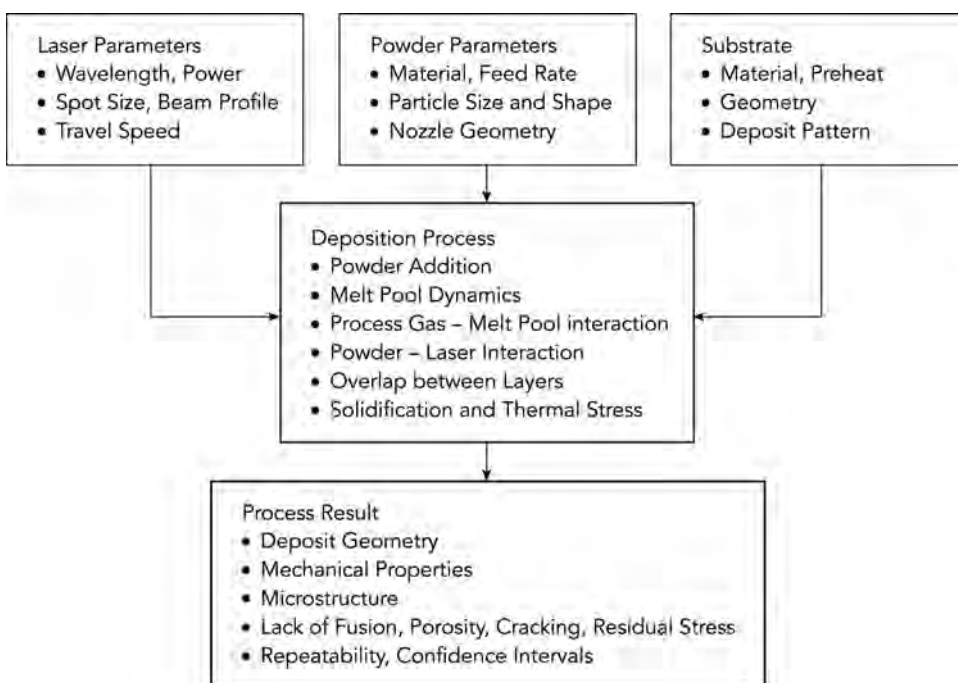 Laser Parameters
• Wavelength, Power
• Spot Size, Beam Profile
• Travel Speed
Powder Parameters
• Material, Feed Rate
• Particle Size and Shape
• Nozzle Geometry
Substrate
• Material, Preheat
• Geometry
• Deposit Pattern
Deposition Process
• Powder Addition
• Melt Pool Dynamics
• Process Gas – Melt Pool interaction
• Powder – Laser Interaction
• Overlap between Layers
• Solidification and Thermal Stress
Process Result
• Deposit Geometry
• Mechanical Properties
• Microstructure
• Lack of Fusion, Porosity, Cracking, Residual Stress
• Repeatability, Confidence Intervals